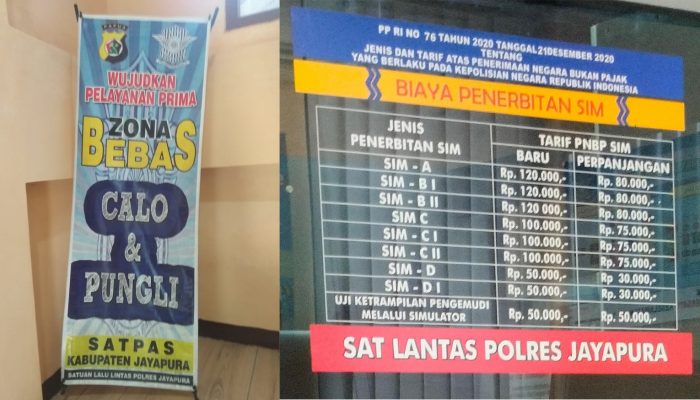 PAPUA
WUJUDKAN
PELAYANAN PRIMA
ZONA
BEBAS
CALO
&
PUNGLI
SATPAS
KABUPATEN JAYAPURA
SATUAN LALU LINTAS POLRES JAYAPURA
PP RI NO 76 TAHUN 2020 TANGGAL 21 DESEMBER 2020
TENTANG
JENIS DAN TARIF ATAS PENERIMAAN NEGARA BUKAN PAJAK
YANG BERLAKU PADA KEPOLISIAN NEGARA REPUBLIK INDONESIA
BIAYA PENERBITAN SIM
JENIS PENERBITAN SIM TARIF PNBP SIM
BARU PERPANJANGAN
SIM - A Rp. 120.000,- Rp. 80.000,-
SIM - B I Rp. 120.000,- Rp. 80.000,-
SIM - B II Rp. 120 000,- Rp. 80.000,-
SIM C Rp. 100.000,- Rp. 75.000,-
SIM - C I Rp. 100.000,- Rp. 75.000,-
SIM - C II Rp. 100.000,- Rp. 75.000,-
SIM - D Rp. 50.000,- Rp 30.000,-
SIM - D I Rp. 50.000,- Rp. 30.000,-
UJI KETRAMPILAN PENGEMUDI
MELALUI SIMULATOR Rp. 50.000,- Rp. 50.000,-
SAT LANTAS POLRES JAYAPURA